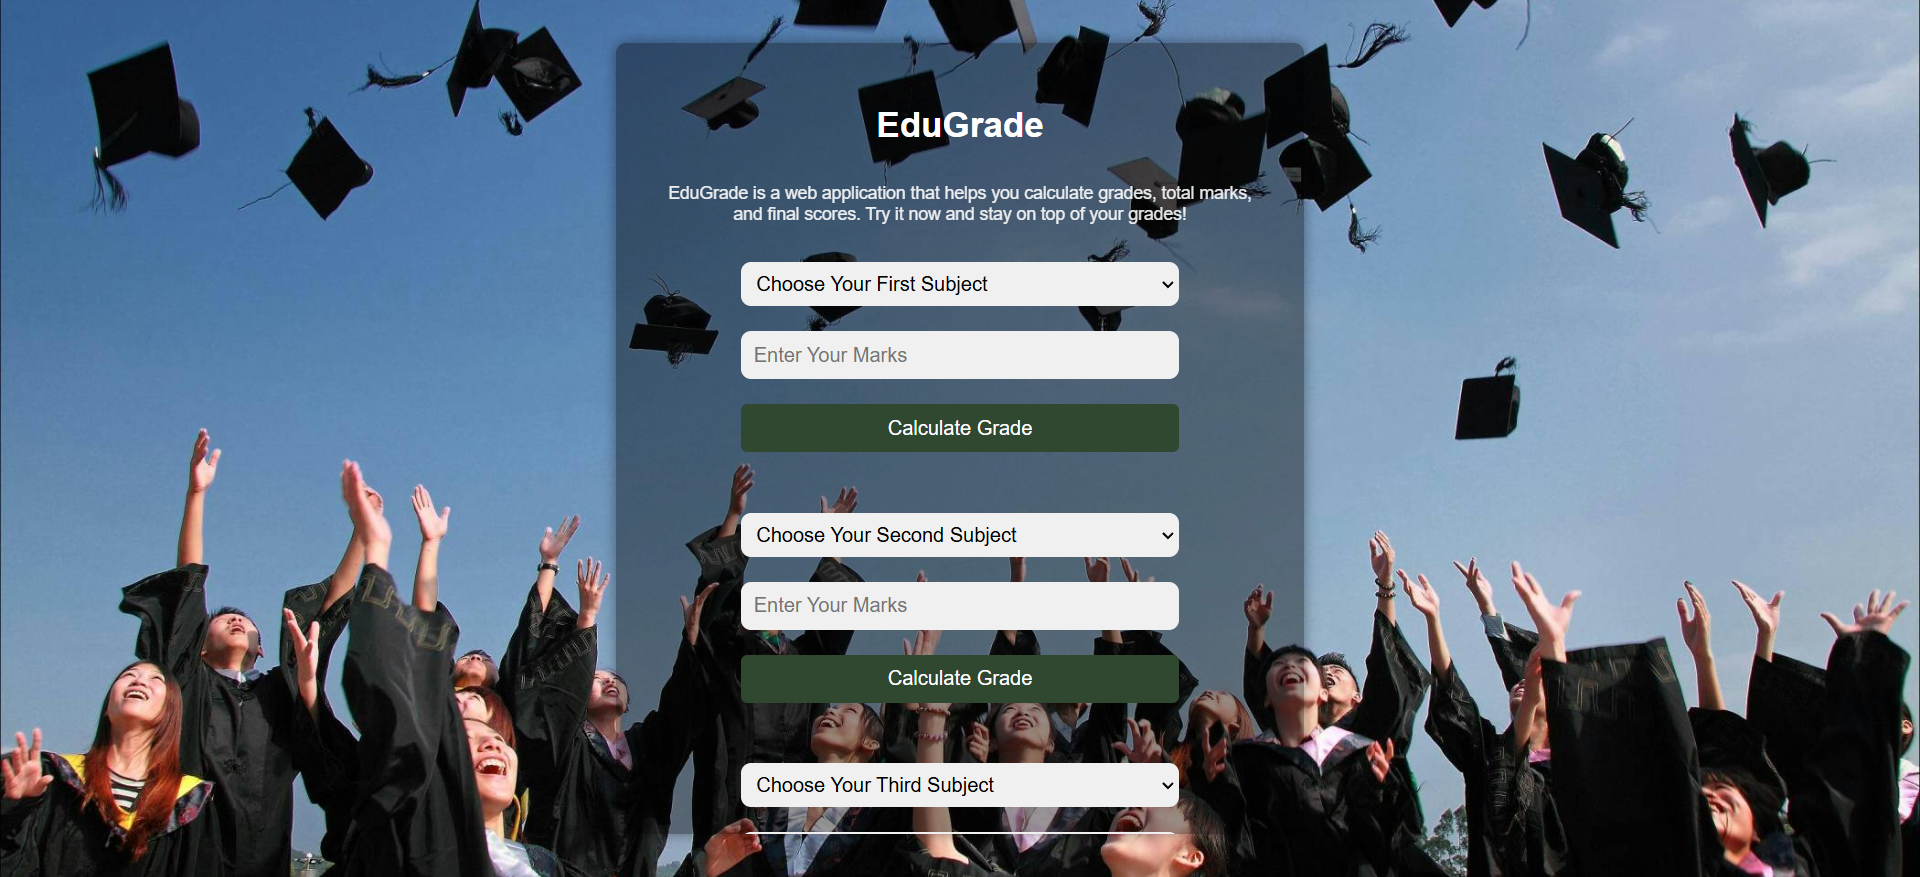 EduGrade
EduGrade is a web application that helps you calculate grades, total marks,
and final scores. Try it now and stay on top of your grades!
Choose Your First Subject
Enter Your Marks
Calculate Grade
Choose Your Second Subject
Enter Your Marks
Calculate Grade
Choose Your Third Subject